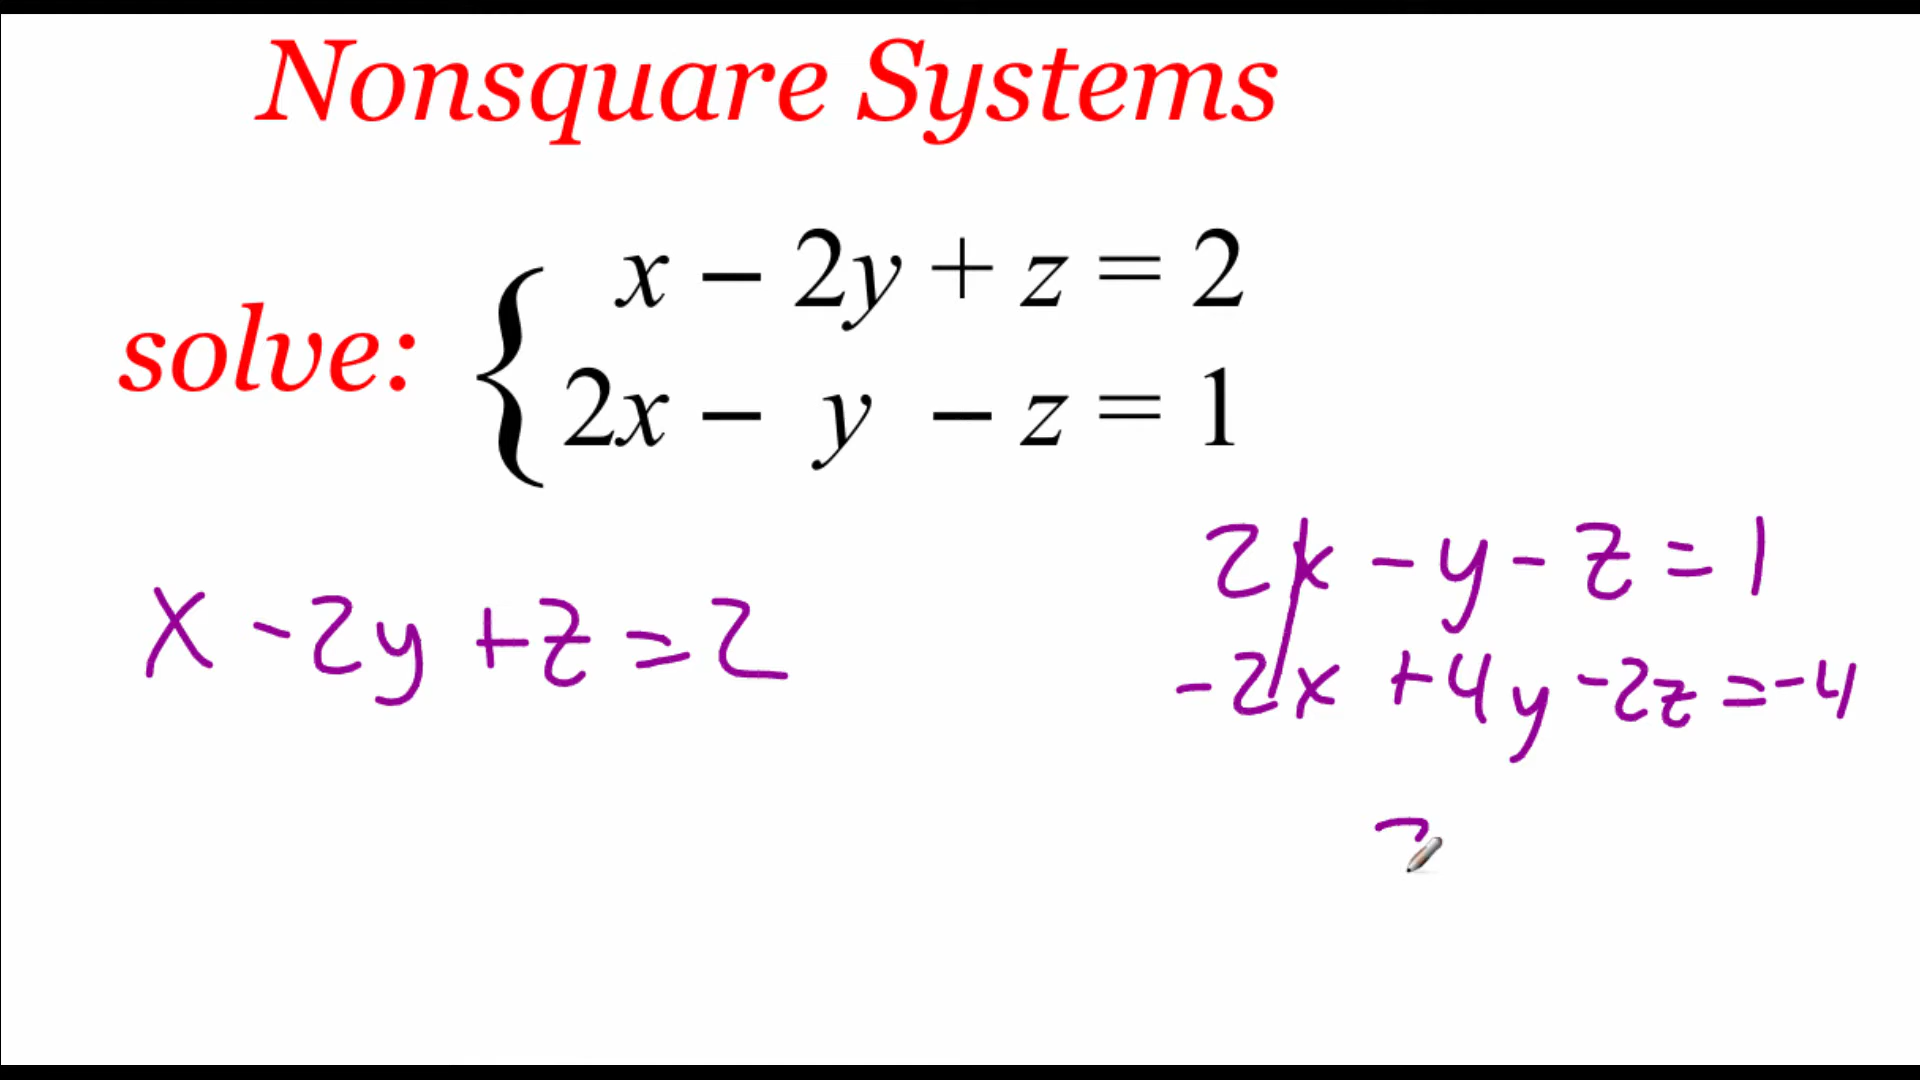 Nonsquare Systems
solve:
x − 2y + z = 2
2x − y − z = 1
x - 2y + z = 2
2x - y - z = 1
-2x + 4y - 2z = -4